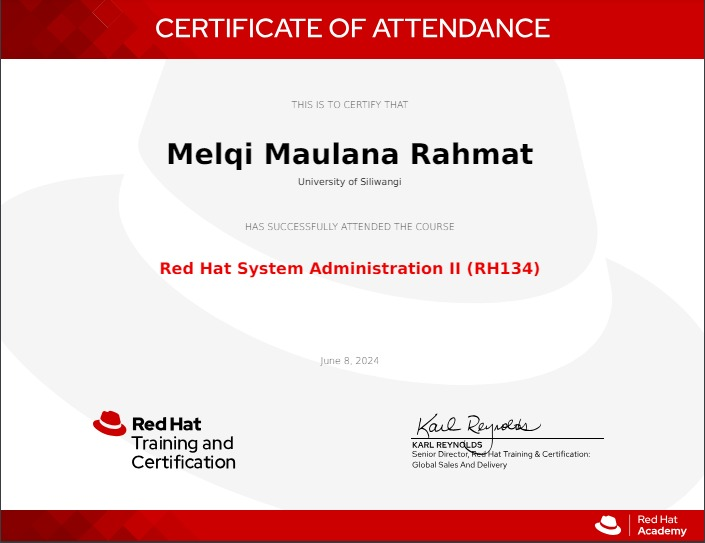 CERTIFICATE OF ATTENDANCE
THIS IS TO CERTIFY THAT
Melqi Maulana Rahmat
University of Siliwangi
HAS SUCCESSFULLY ATTENDED THE COURSE
Red Hat System Administration II (RH134)
June 8, 2024
Red Hat
Training and
Certification
Karl Reynolds
KARL REYNOLDS
Senior Director, Red Hat Training & Certification:
Global Sales And Delivery
Red Hat
Academy